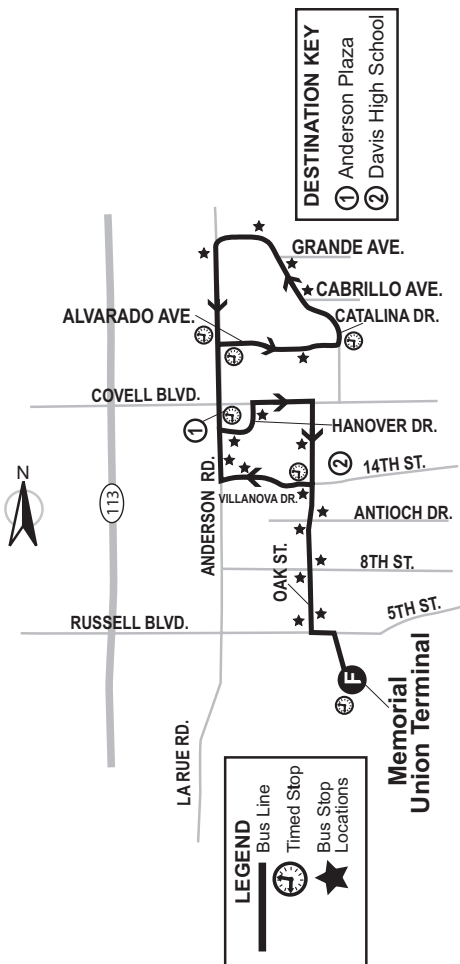 N
113
DESTINATION KEY
1 Anderson Plaza
2 Davis High School
GRANDE AVE.
CABRILLO AVE.
ALVARADO AVE.
CATALINA DR.
COVELL BLVD.
1
HANOVER DR.
2
14TH ST.
ANDERSON RD.
VILLANOVA DR.
ANTIOCH DR.
OAK ST.
8TH ST.
RUSSELL BLVD.
5TH ST.
F
Memorial
Union Terminal
LA RUE RD.
LEGEND
Bus Line
Timed Stop
Bus Stop
Locations